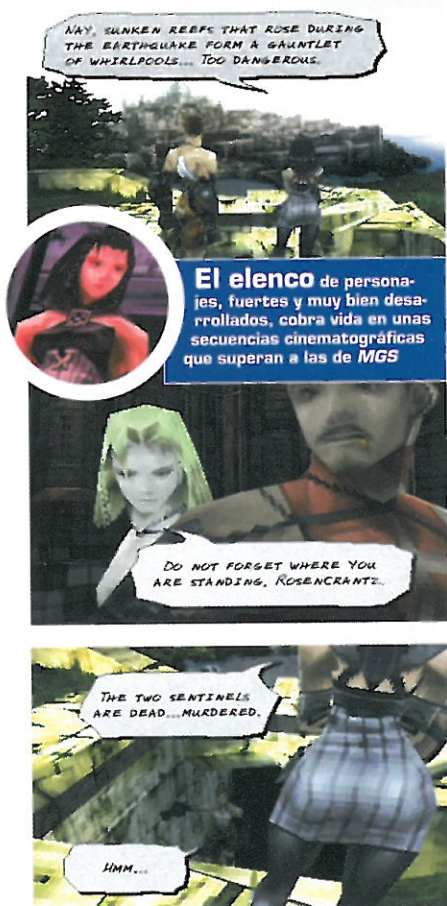 NAY, SUNKEN REEFS THAT ROSE DURING
THE EARTHQUAKE FORM A GAUNTLET
OF WHIRLPOOLS... TOO DANGEROUS.
El elenco de persona-
jes, fuertes y muy bien desa-
rrollados, cobra vida en unas
secuencias cinematográficas
que superan a las de MGS
DO NOT FORGET WHERE YOU
ARE STANDING, ROSENCRANTZ.
THE TWO SENTINELS
ARE DEAD...MURDERED.
HMM...